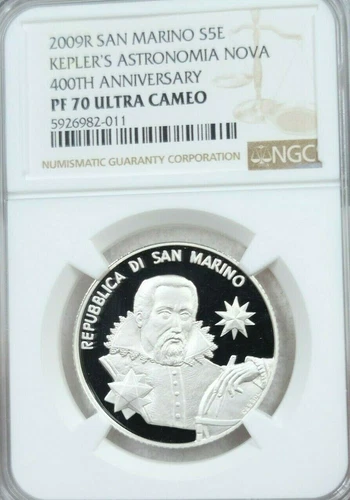 2009R SAN MARINO S5E
KEPLER'S ASTRONOMIA NOVA
400TH ANNIVERSARY
PF 70 ULTRA CAMEO
5926982-011
NUMISMATIC GUARANTY CORPORATION
NGC
REPUBBLICA DI SAN MARINO